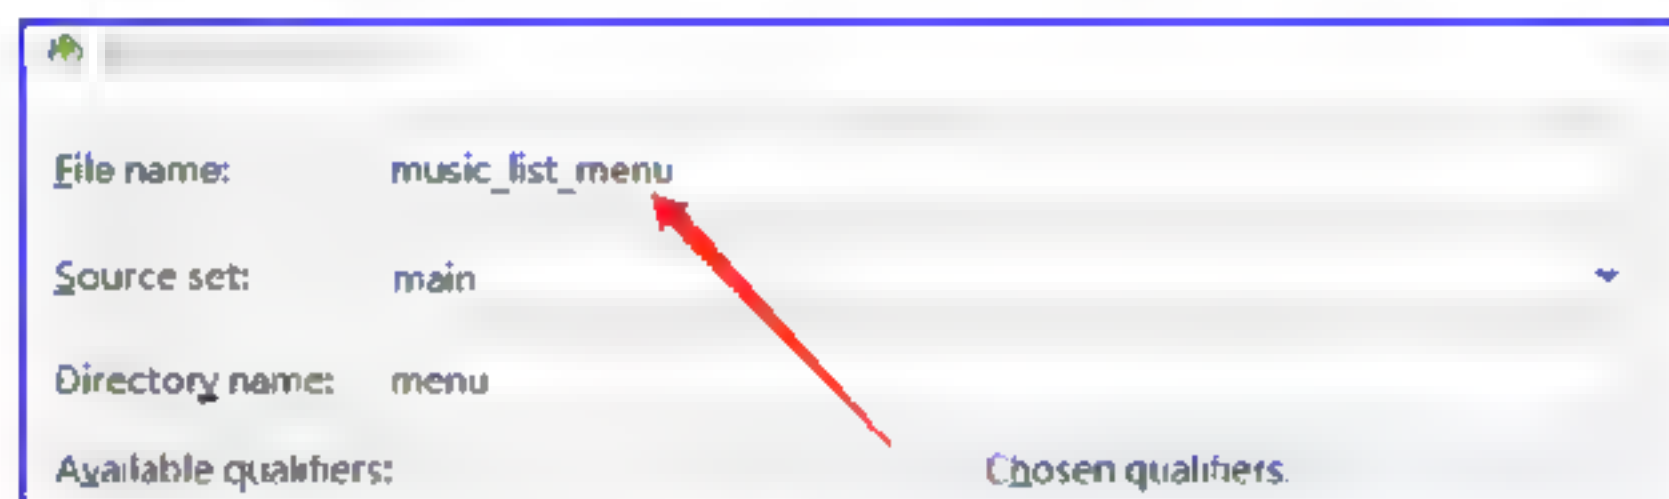 File name: music_list_menu
Source set: main
Directory name: menu
Available qualifiers: Chosen qualifiers: